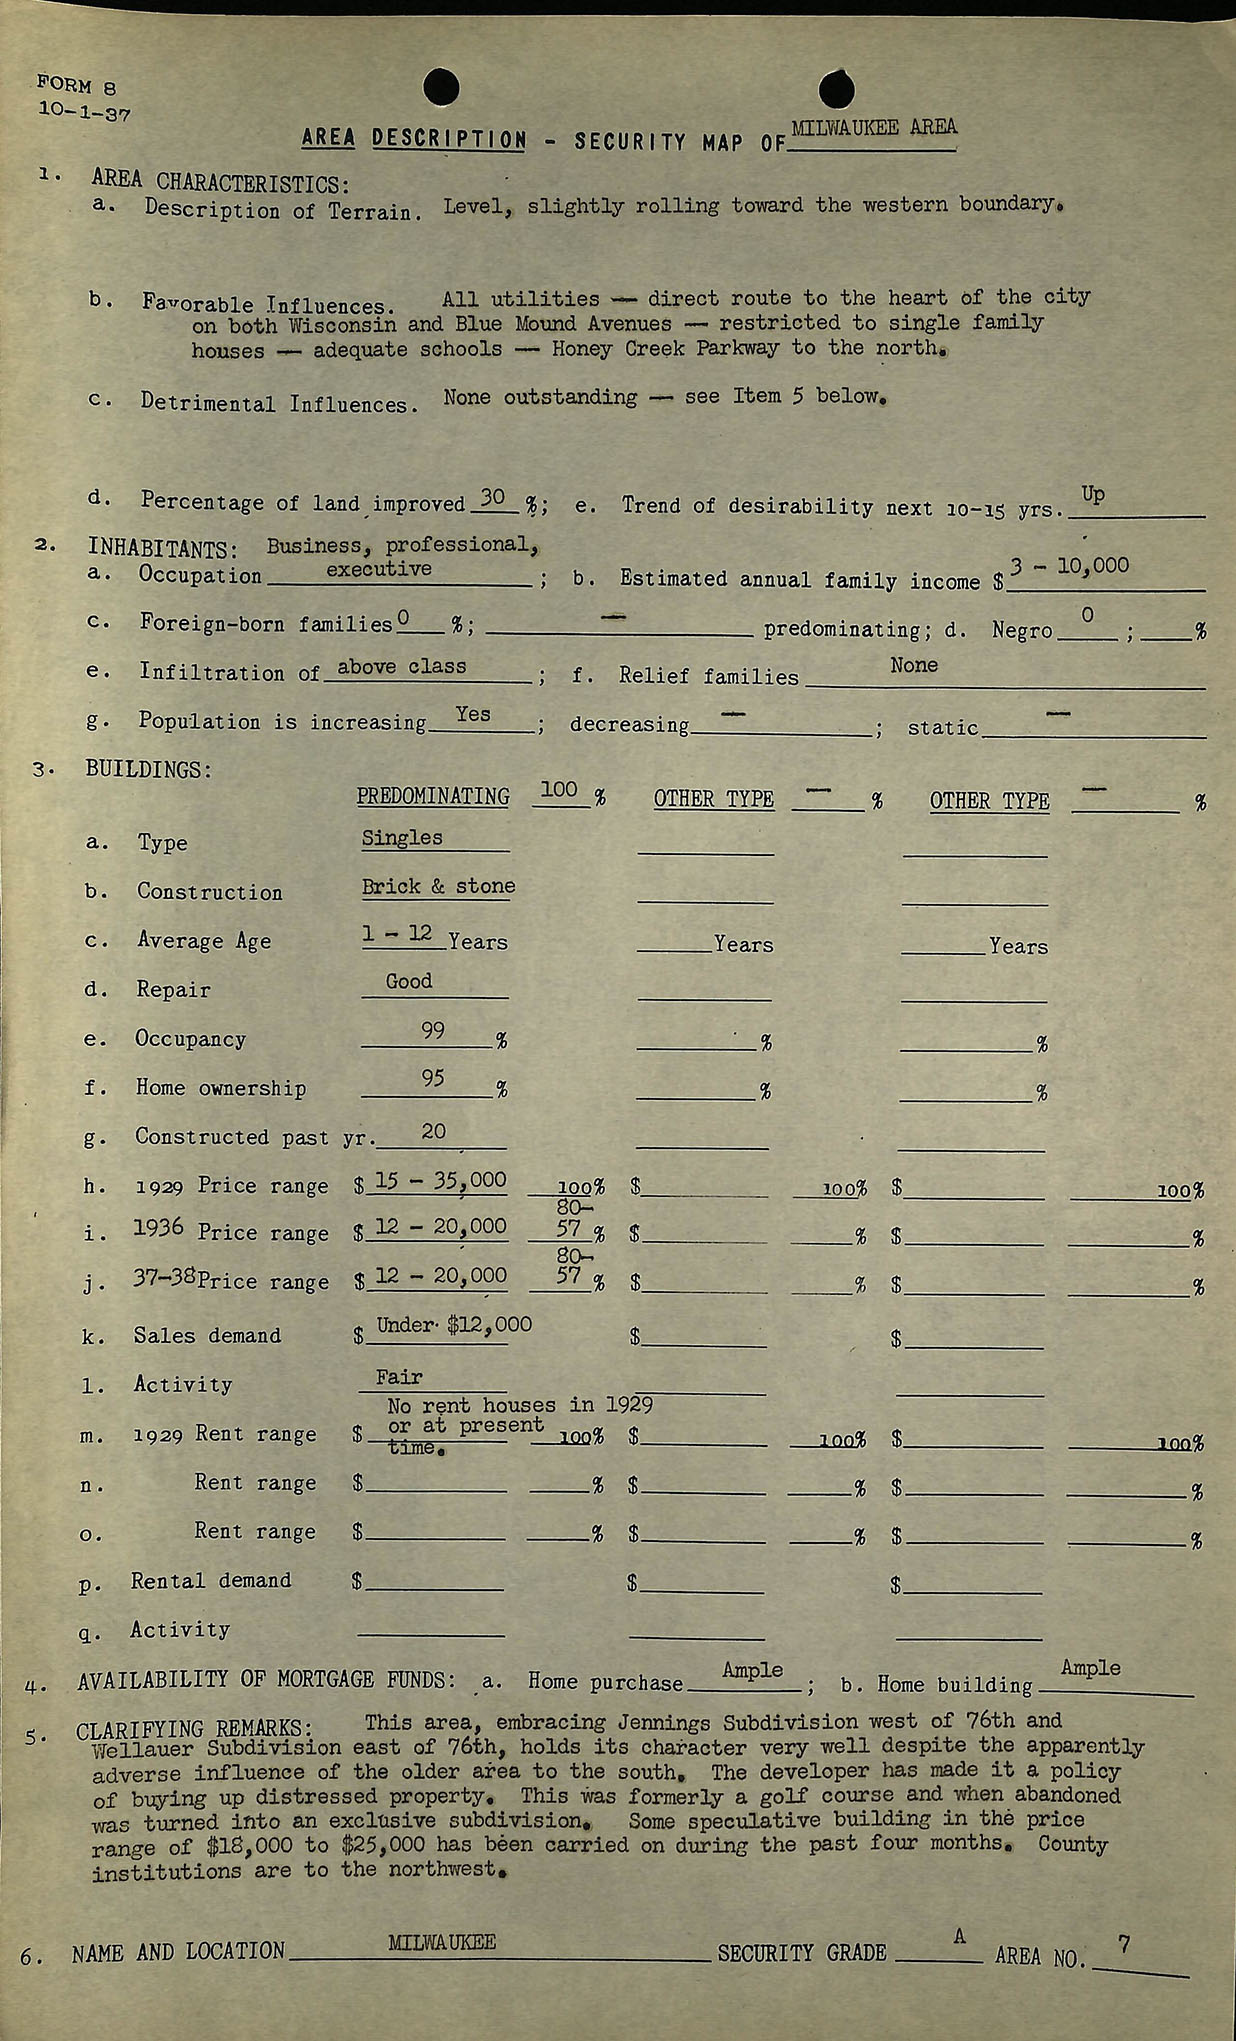 FORM 8
10-1-37
AREA DESCRIPTION - SECURITY MAP OF MILWAUKEE AREA
1. AREA CHARACTERISTICS:
a. Description of Terrain. Level, slightly rolling toward the western boundary.
b. Favorable Influences. All utilities — direct route to the heart of the city
on both Wisconsin and Blue Mound Avenues — restricted to single family
houses — adequate schools — Honey Creek Parkway to the north.
c. Detrimental Influences. None outstanding — see Item 5 below.
d. Percentage of land improved 30 %; e. Trend of desirability next 10-15 yrs. Up
2. INHABITANTS: Business, professional,
a. Occupation executive ; b. Estimated annual family income $ 3 - 10,000
c. Foreign-born families 0 %; — predominating; d. Negro 0 ; %
e. Infiltration of above class ; f. Relief families None
g. Population is increasing Yes ; decreasing — ; static —
3. BUILDINGS:
PREDOMINATING 100 % OTHER TYPE — % OTHER TYPE — %
a. Type Singles
b. Construction Brick & stone
c. Average Age 1 - 12 Years Years Years
d. Repair Good
e. Occupancy 99 % % %
f. Home ownership 95 % % %
g. Constructed past yr. 20
h. 1929 Price range $ 15 - 35,000 100% $ 100% $ 100%
80-
i. 1936 Price range $ 12 - 20,000 57 % $ % $ %
80-
j. 37-38 Price range $ 12 - 20,000 57 % $ % $ %
k. Sales demand $ Under $12,000 $ $
l. Activity Fair
No rent houses in 1929
m. 1929 Rent range $ or at present 100% $ 100% $ 100%
time.
n. Rent range $ % $ % $ %
o. Rent range $ % $ % $ %
p. Rental demand $ $ $
q. Activity
4. AVAILABILITY OF MORTGAGE FUNDS: a. Home purchase Ample ; b. Home building Ample
5. CLARIFYING REMARKS: This area, embracing Jennings Subdivision west of 76th and
Wellauer Subdivision east of 76th, holds its character very well despite the apparently
adverse influence of the older area to the south. The developer has made it a policy
of buying up distressed property. This was formerly a golf course and when abandoned
was turned into an exclusive subdivision. Some speculative building in the price
range of $18,000 to $25,000 has been carried on during the past four months. County
institutions are to the northwest.
6. NAME AND LOCATION MILWAUKEE SECURITY GRADE A AREA NO. 7